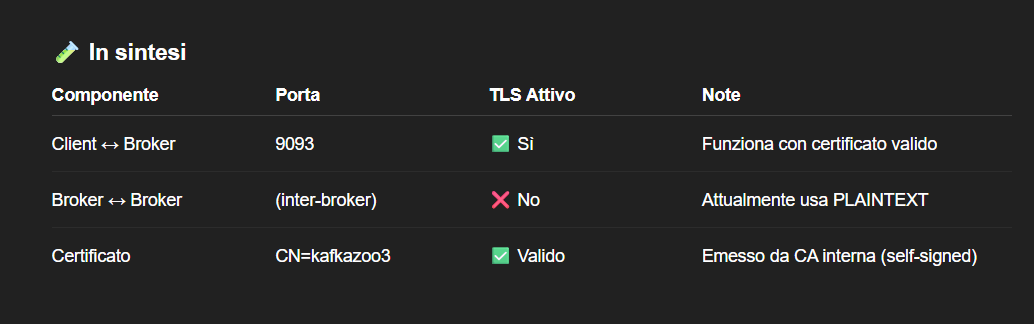 In sintesi
Componente Porta TLS Attivo Note
Client ↔ Broker 9093 ✅ Sì Funziona con certificato valido
Broker ↔ Broker (inter-broker) ❌ No Attualmente usa PLAINTEXT
Certificato CN=kafkazoo3 ✅ Valido Emesso da CA interna (self-signed)